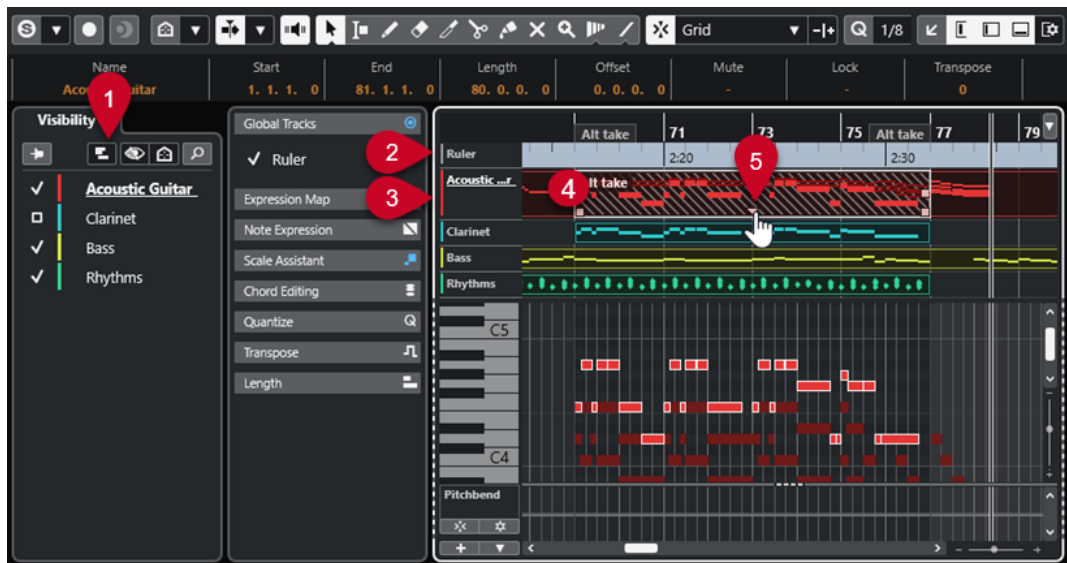 S
Grid
Q 1/8
Name Start End Length Offset Mute Lock Transpose
1. 1. 1. 0 81. 1. 1. 0 80. 0. 0. 0 0. 0. 0. 0 - - 0
1
Visibility
Acoustic Guitar
Clarinet
Bass
Rhythms
Global Tracks
Ruler
Expression Map
Note Expression
Scale Assistant
Chord Editing
Quantize Q
Transpose
Length
Alt take 71 73 75 Alt take 77 79
2 Ruler 2:20 2:30
5
3 Acoustic ...r 4 lt take
Clarinet
Bass
Rhythms
C5
C4
Pitchbend